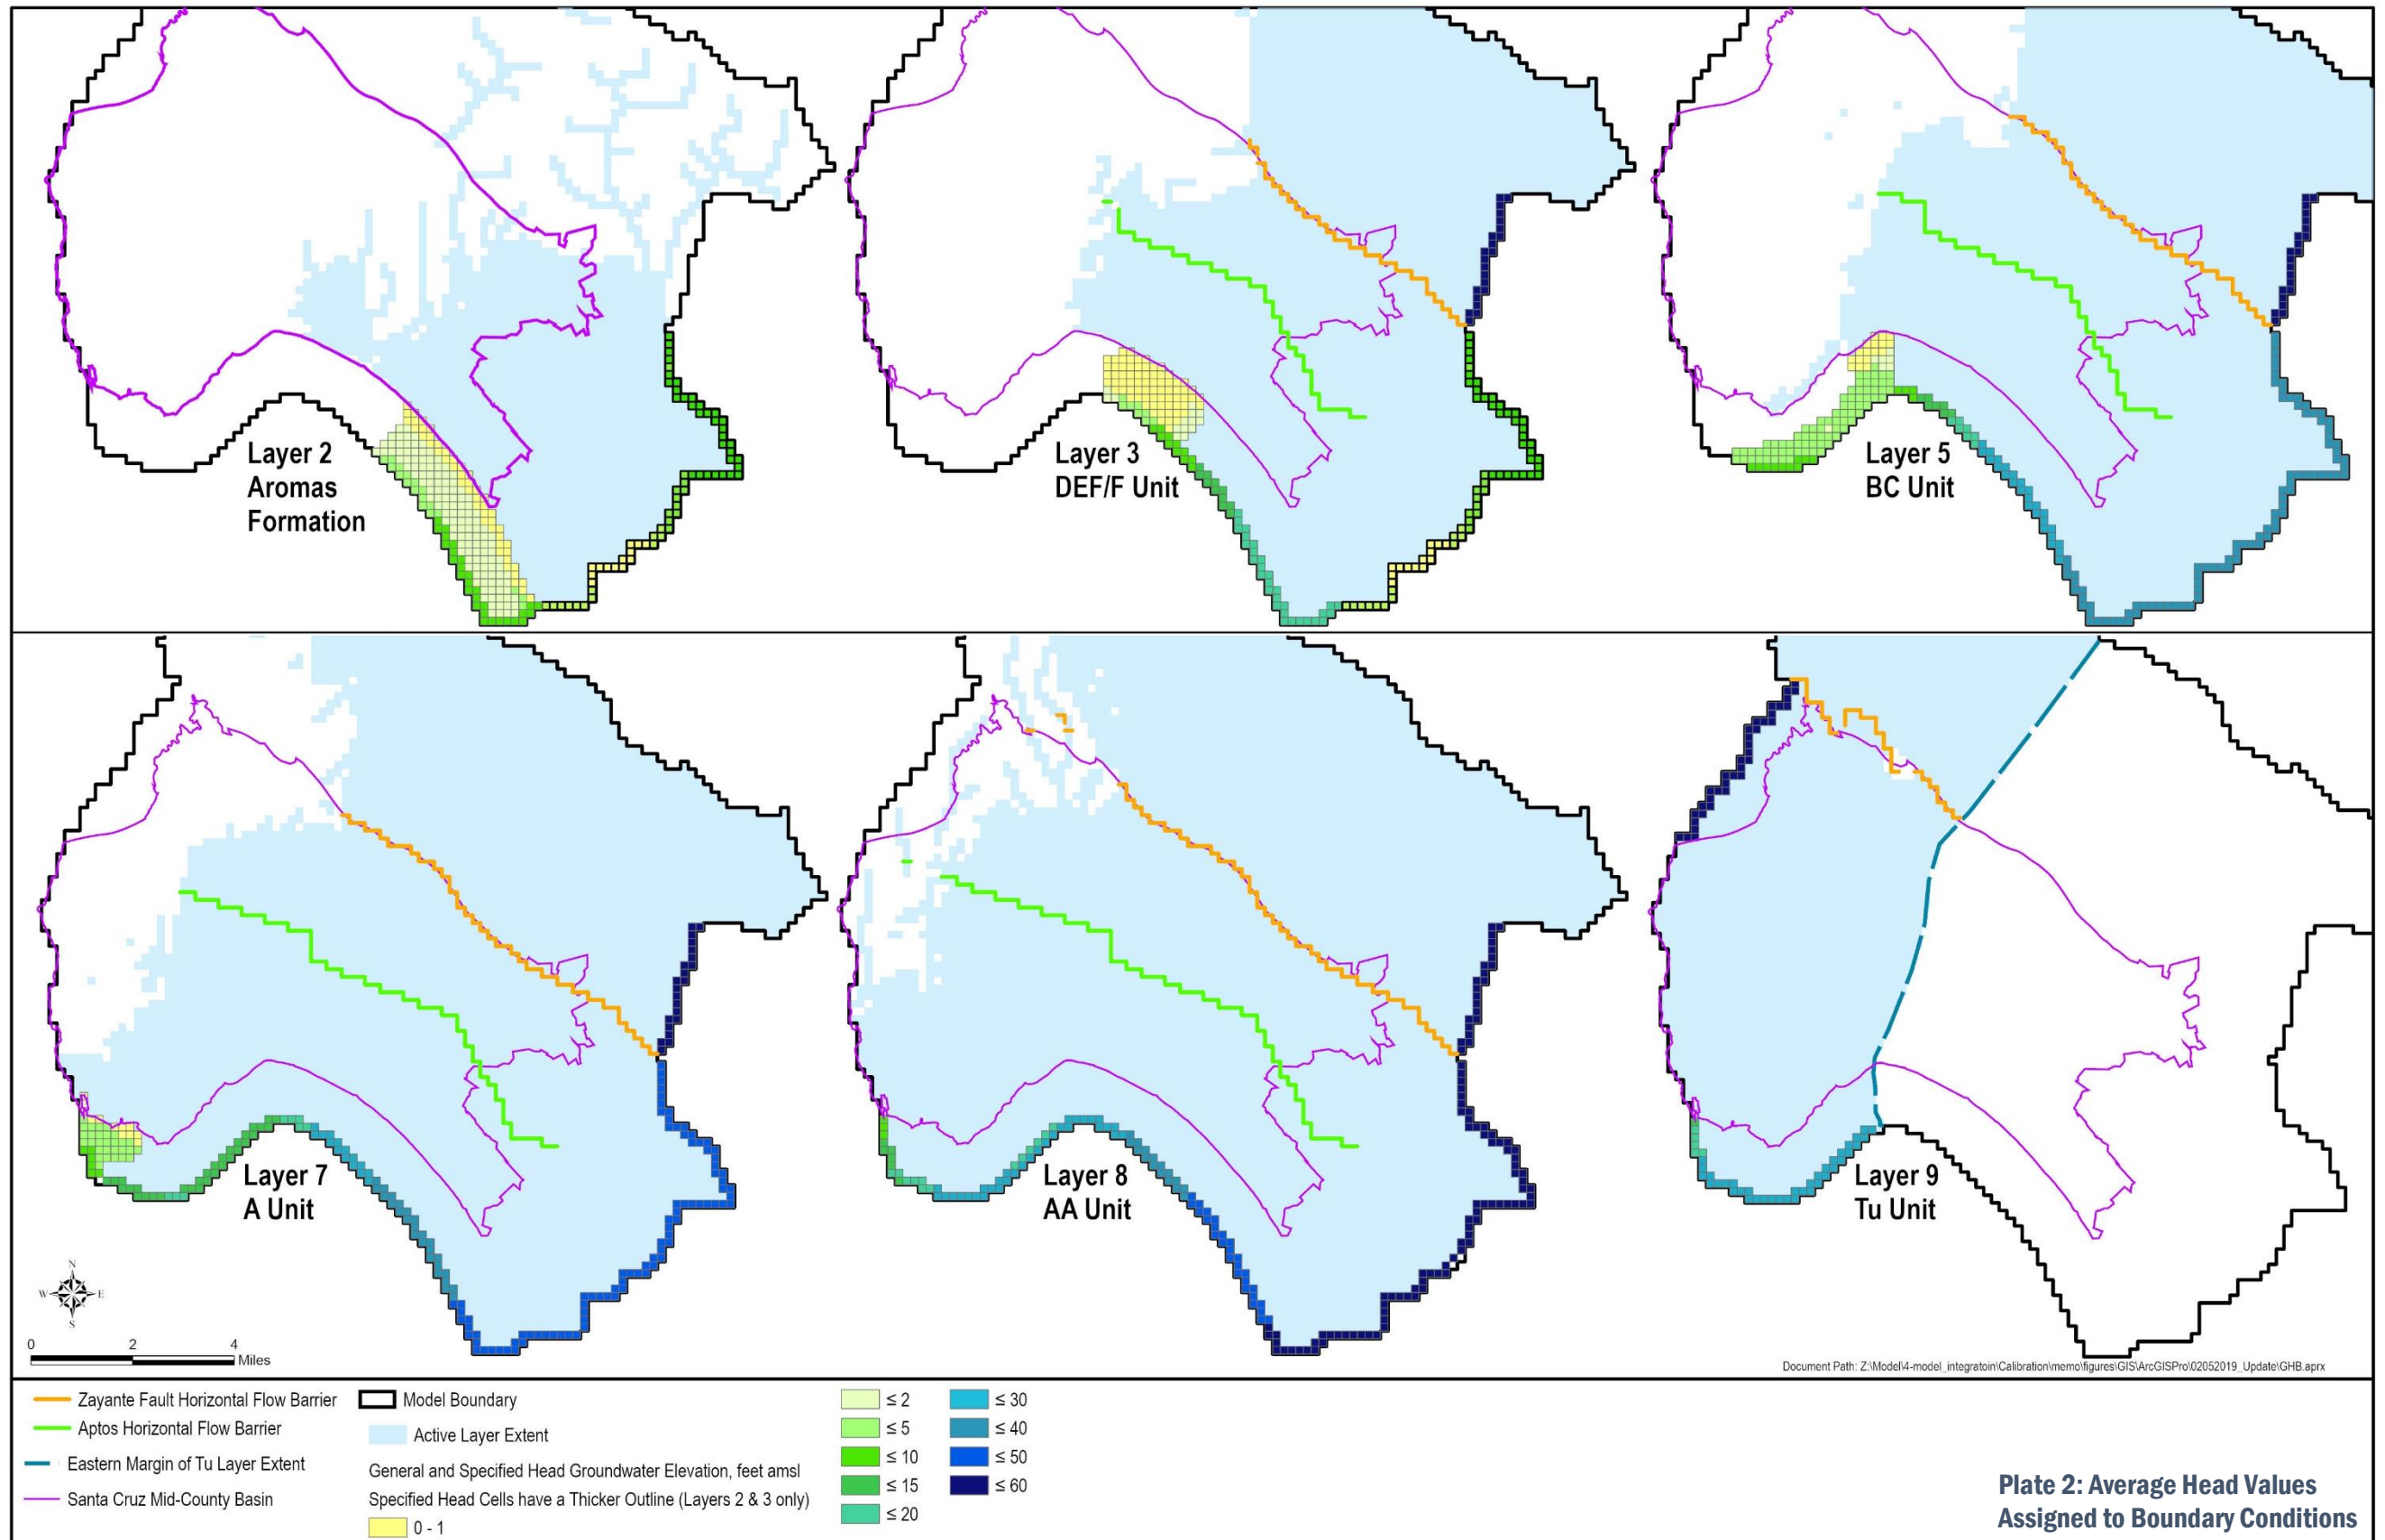 Layer 2
Aromas
Formation
Layer 3
DEF/F Unit
Layer 5
BC Unit
Layer 7
A Unit
Layer 8
AA Unit
Layer 9
Tu Unit
N
W E
S
0 2 4
Miles
Document Path: Z:\Model\4-model_integratoin\Calibration\memo\figures\GIS\ArcGISPro\02052019_Update\GHB.aprx
Zayante Fault Horizontal Flow Barrier
Aptos Horizontal Flow Barrier
Eastern Margin of Tu Layer Extent
Santa Cruz Mid-County Basin
Model Boundary
Active Layer Extent
General and Specified Head Groundwater Elevation, feet amsl
Specified Head Cells have a Thicker Outline (Layers 2 & 3 only)
0 - 1
≤ 2
≤ 5
≤ 10
≤ 15
≤ 20
≤ 30
≤ 40
≤ 50
≤ 60
Plate 2: Average Head Values
Assigned to Boundary Conditions